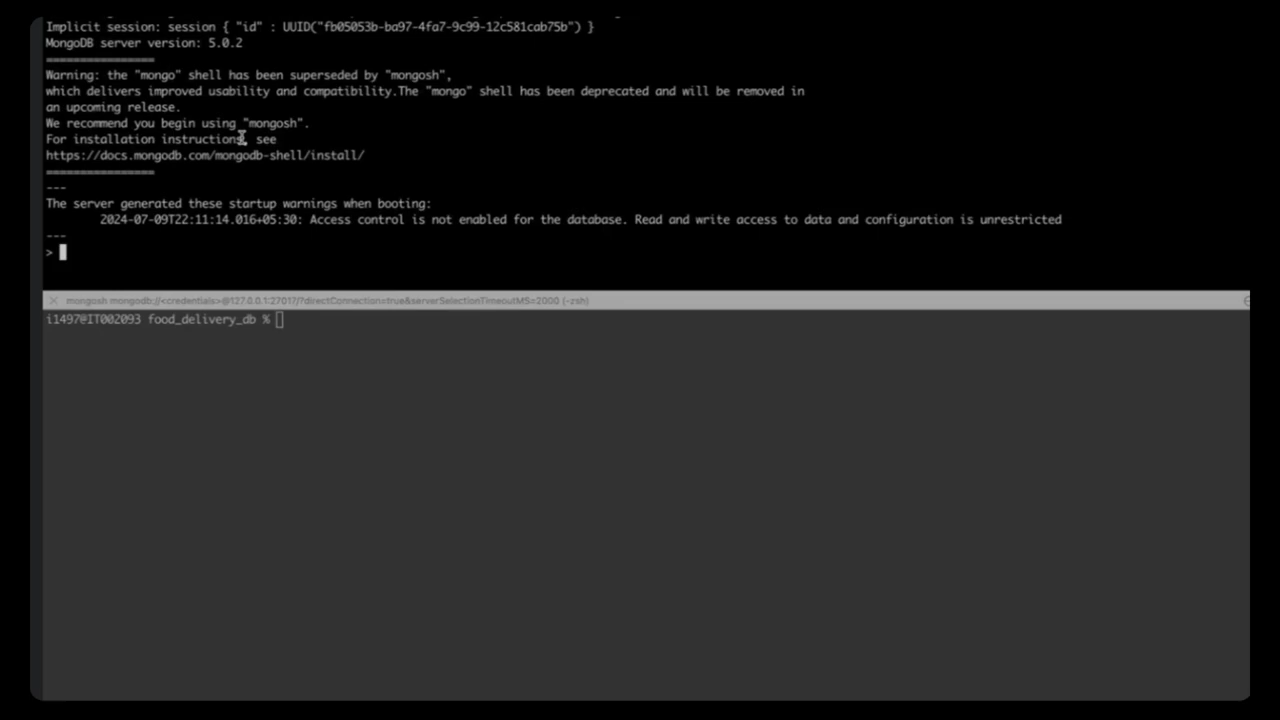 Implicit session: session { "id" : UUID("fb05053b-ba97-4fa7-9c99-12c581cab75b") }
MongoDB server version: 5.0.2
================
Warning: the "mongo" shell has been superseded by "mongosh",
which delivers improved usability and compatibility.The "mongo" shell has been deprecated and will be removed in
an upcoming release.
We recommend you begin using "mongosh".
For installation instructions, see
https://docs.mongodb.com/mongodb-shell/install/
================
---
The server generated these startup warnings when booting:
2024-07-09T22:11:14.016+05:30: Access control is not enabled for the database. Read and write access to data and configuration is unrestricted
---
>
mongosh mongodb://<credentials>@127.0.0.1:27017/?directConnection=true&serverSelectionTimeoutMS=2000 (-zsh)
i1497@IT002093 food_delivery_db %